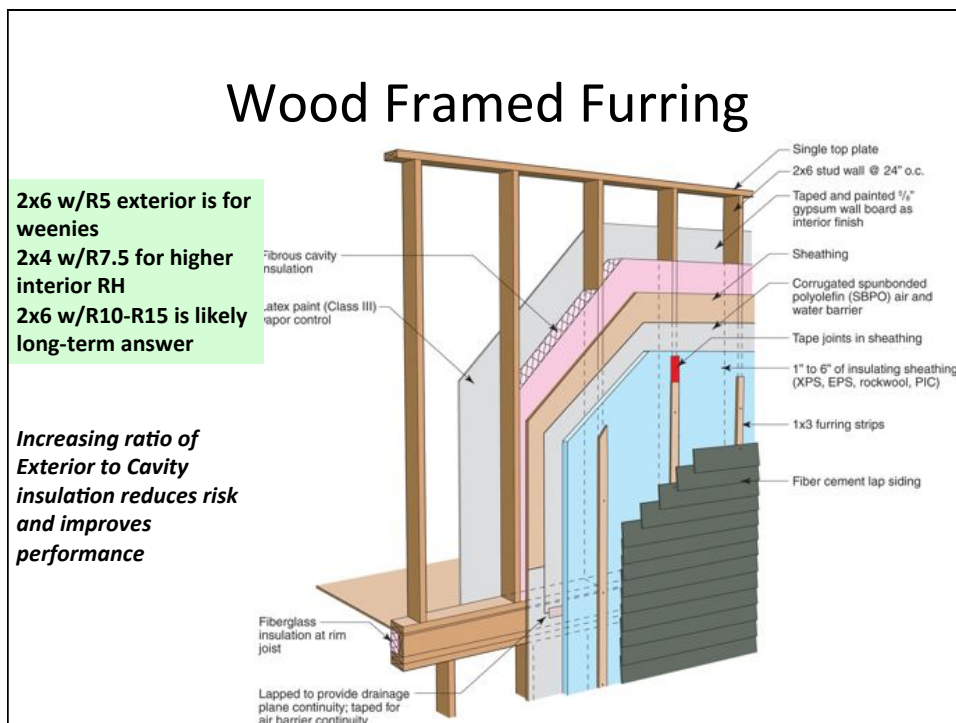 Wood Framed Furring
2x6 w/R5 exterior is for
weenies
2x4 w/R7.5 for higher
interior RH
2x6 w/R10-R15 is likely
long-term answer
Increasing ratio of
Exterior to Cavity
insulation reduces risk
and improves
performance
Fibrous cavity
insulation
Latex paint (Class III)
vapor control
Fiberglass
insulation at rim
joist
Lapped to provide drainage
plane continuity; taped for
air barrier continuity
Single top plate
2x6 stud wall @ 24" o.c.
Taped and painted 5/8"
gypsum wall board as
interior finish
Sheathing
Corrugated spunbonded
polyolefin (SBPO) air and
water barrier
Tape joints in sheathing
1" to 6" of insulating sheathing
(XPS, EPS, rockwool, PIC)
1x3 furring strips
Fiber cement lap siding